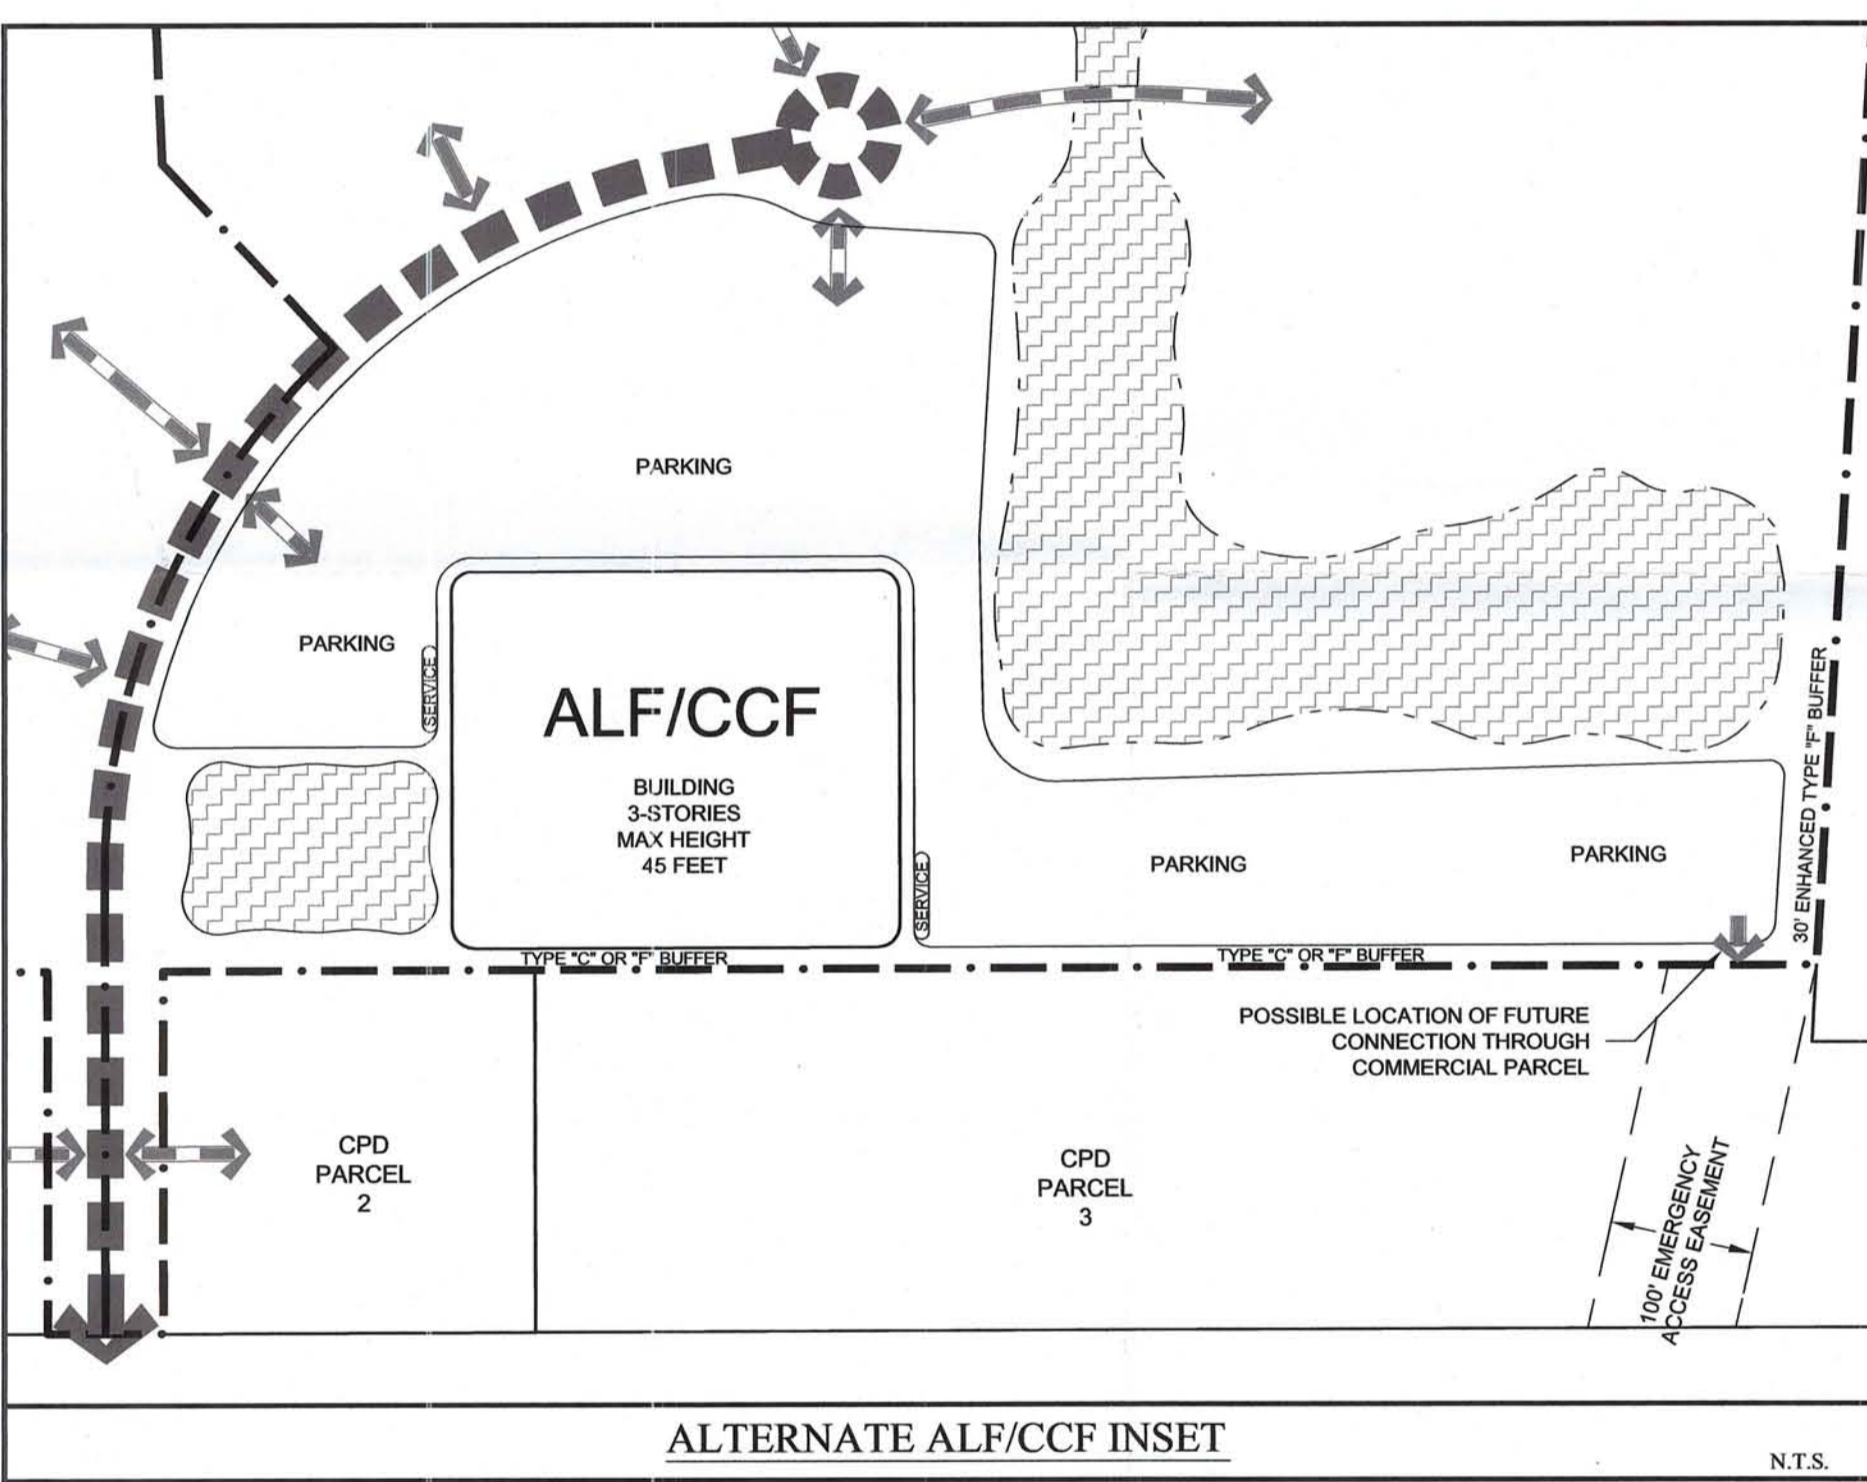 PARKING
PARKING
SERVICE
ALF/CCF
BUILDING
3-STORIES
MAX HEIGHT
45 FEET
SERVICE
PARKING
PARKING
30' ENHANCED TYPE "F" BUFFER
TYPE "C" OR "F" BUFFER
TYPE "C" OR "F" BUFFER
POSSIBLE LOCATION OF FUTURE
CONNECTION THROUGH
COMMERCIAL PARCEL
CPD
PARCEL
2
CPD
PARCEL
3
100' EMERGENCY
ACCESS EASEMENT
ALTERNATE ALF/CCF INSET
N.T.S.